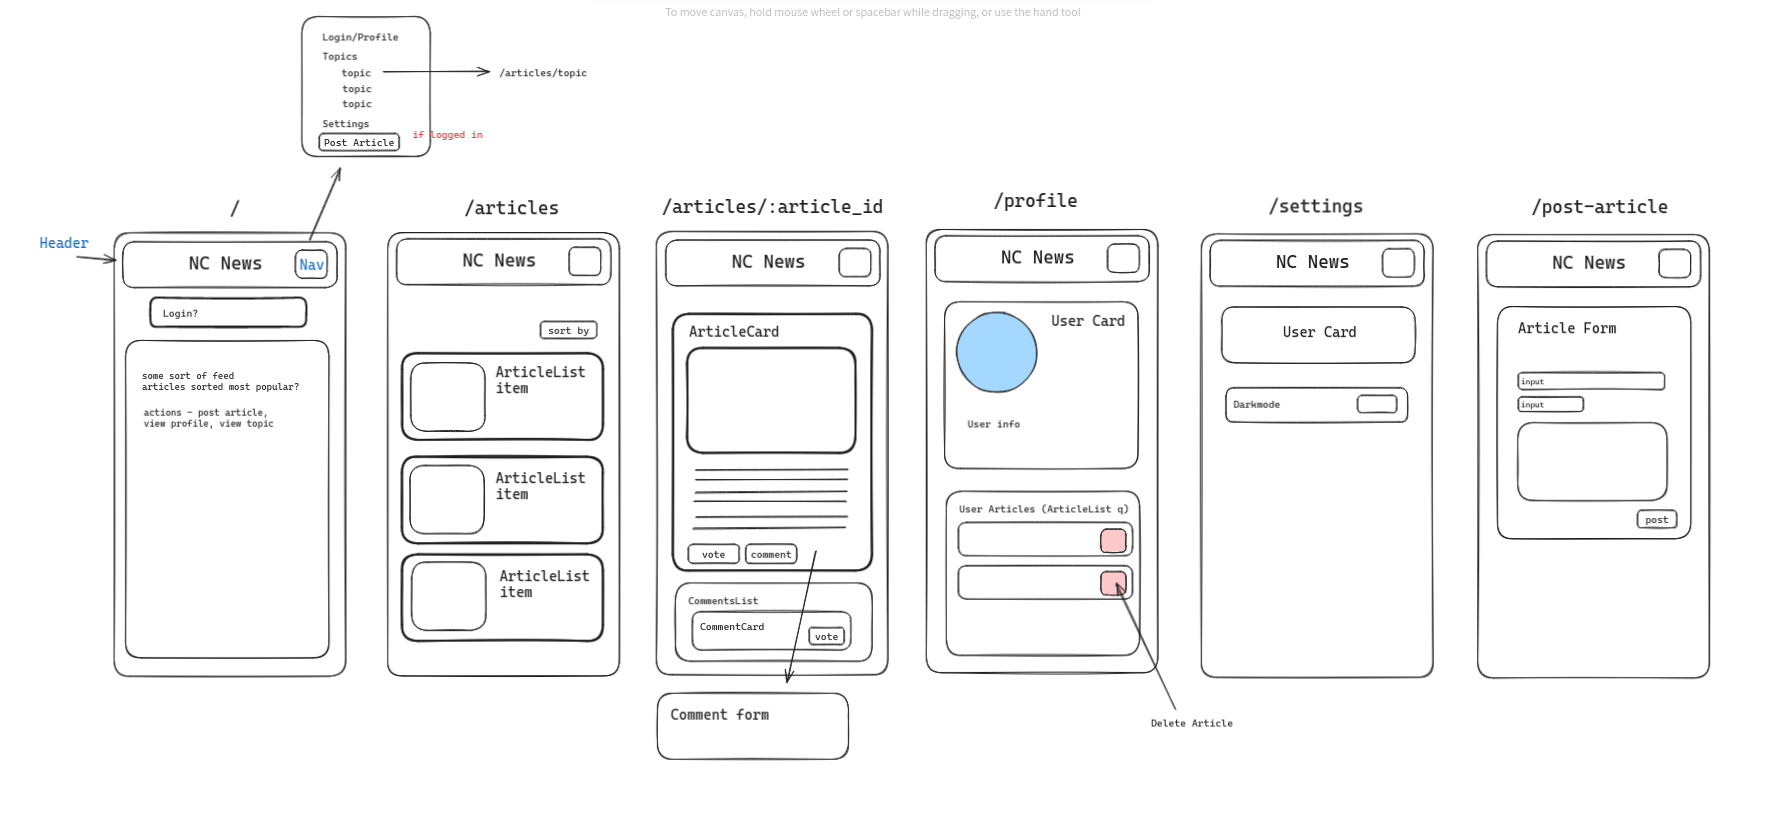 To move canvas, hold mouse wheel or spacebar while dragging, or use the hand tool
Login/Profile
Topics
topic
/articles/topic
topic
topic
Settings
Post Article
if logged in
/
Header
NC News
Nav
Login?
some sort of feed
articles sorted most popular?
actions - post article,
view profile, view topic
/articles
NC News
sort by
ArticleList
item
ArticleList
item
ArticleList
item
/articles/:article_id
NC News
ArticleCard
vote
comment
CommentsList
CommentCard
vote
Comment form
/profile
NC News
User Card
User info
User Articles (ArticleList q)
Delete Article
/settings
NC News
User Card
Darkmode
/post-article
NC News
Article Form
input
input
post